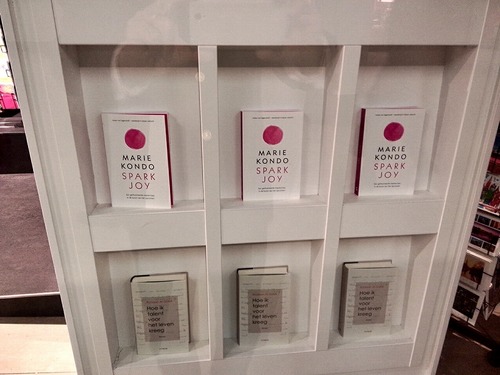 MARIE
KONDO
SPARK
JOY
MARIE
KONDO
SPARK
JOY
MARIE
KONDO
SPARK
JOY
Hoe ik
talent
voor
het leven
kreeg
Hoe ik
talent
voor
het leven
kreeg
Hoe ik
talent
voor
het leven
kreeg